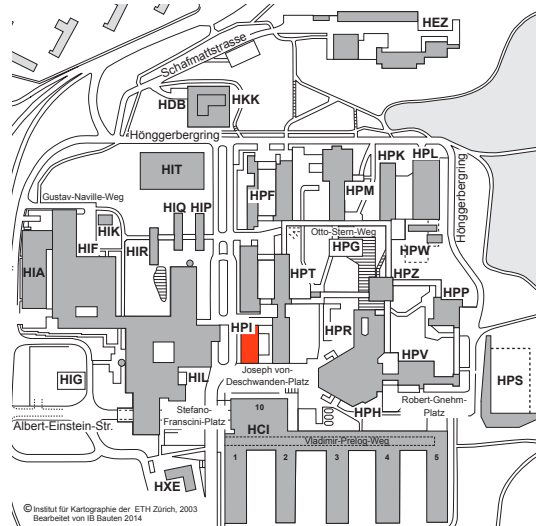 HEZ
Schafmattstrasse
HDB
HKK
Hönggerbergring
HPK
HPL
HIT
HPF
HPM
Hönggerbergring
Gustav-Naville-Weg
HIQ
HIP
HIK
Otto-Stern-Weg
HIF
HIR
HPG
HPW
HIA
HPT
HPZ
HPP
HPI
HPR
HPV
Joseph von-
Deschwanden-Platz
HIG
HIL
HPS
Stefano-
Franscini-Platz
10
HPH
Robert-Gnehm-
Platz
Albert-Einstein-Str.
HCI
Vladimir-Prelog-Weg
1
2
3
4
5
HXE
© Institut für Kartographie der ETH Zürich, 2003
Bearbeitet von IB Bauten 2014